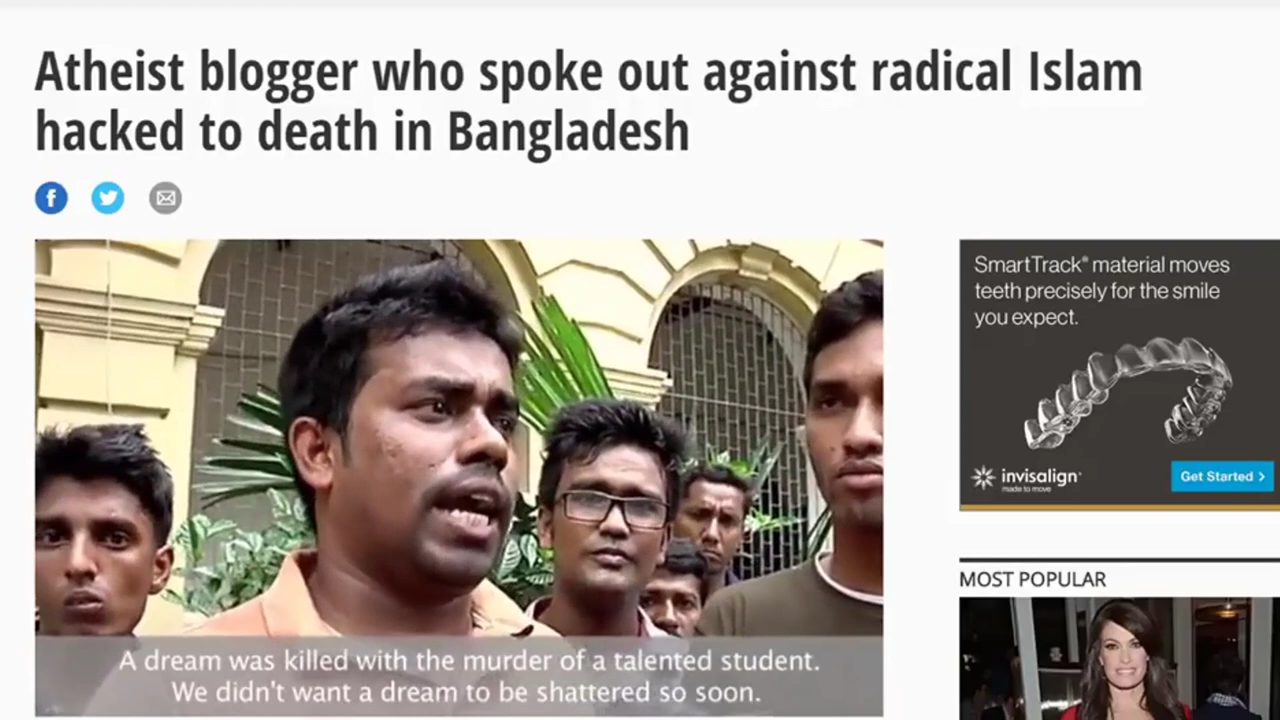 Atheist blogger who spoke out against radical Islam
hacked to death in Bangladesh
f
SmartTrack® material moves
teeth precisely for the smile
you expect.
invisalign
made to move
Get Started >
A dream was killed with the murder of a talented student.
We didn't want a dream to be shattered so soon.
MOST POPULAR